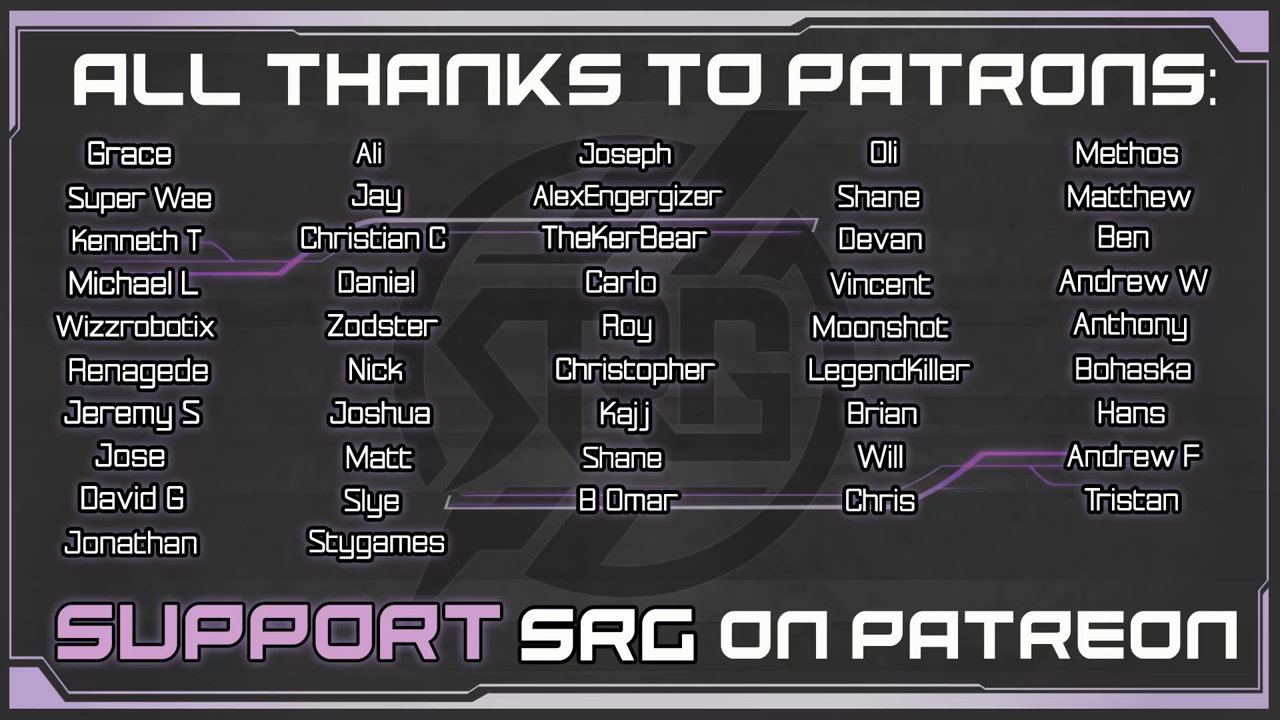 ALL THANKS TO PATRONS:
Grace
Super Wae
Kenneth T
Michael L
Wizzrobotix
Renagede
Jeremy S
Jose
David G
Jonathan
Ali
Jay
Christian C
Daniel
Zodster
Nick
Joshua
Matt
Slye
Stygames
Joseph
AlexEngergizer
TheKerBear
Carlo
Roy
Christopher
Kajj
Shane
B Omar
Oli
Shane
Devan
Vincent
Moonshot
LegendKiller
Brian
Will
Chris
Methos
Matthew
Ben
Andrew W
Anthony
Bohaska
Hans
Andrew F
Tristan
SRG
SUPPORT SRG ON PATREON